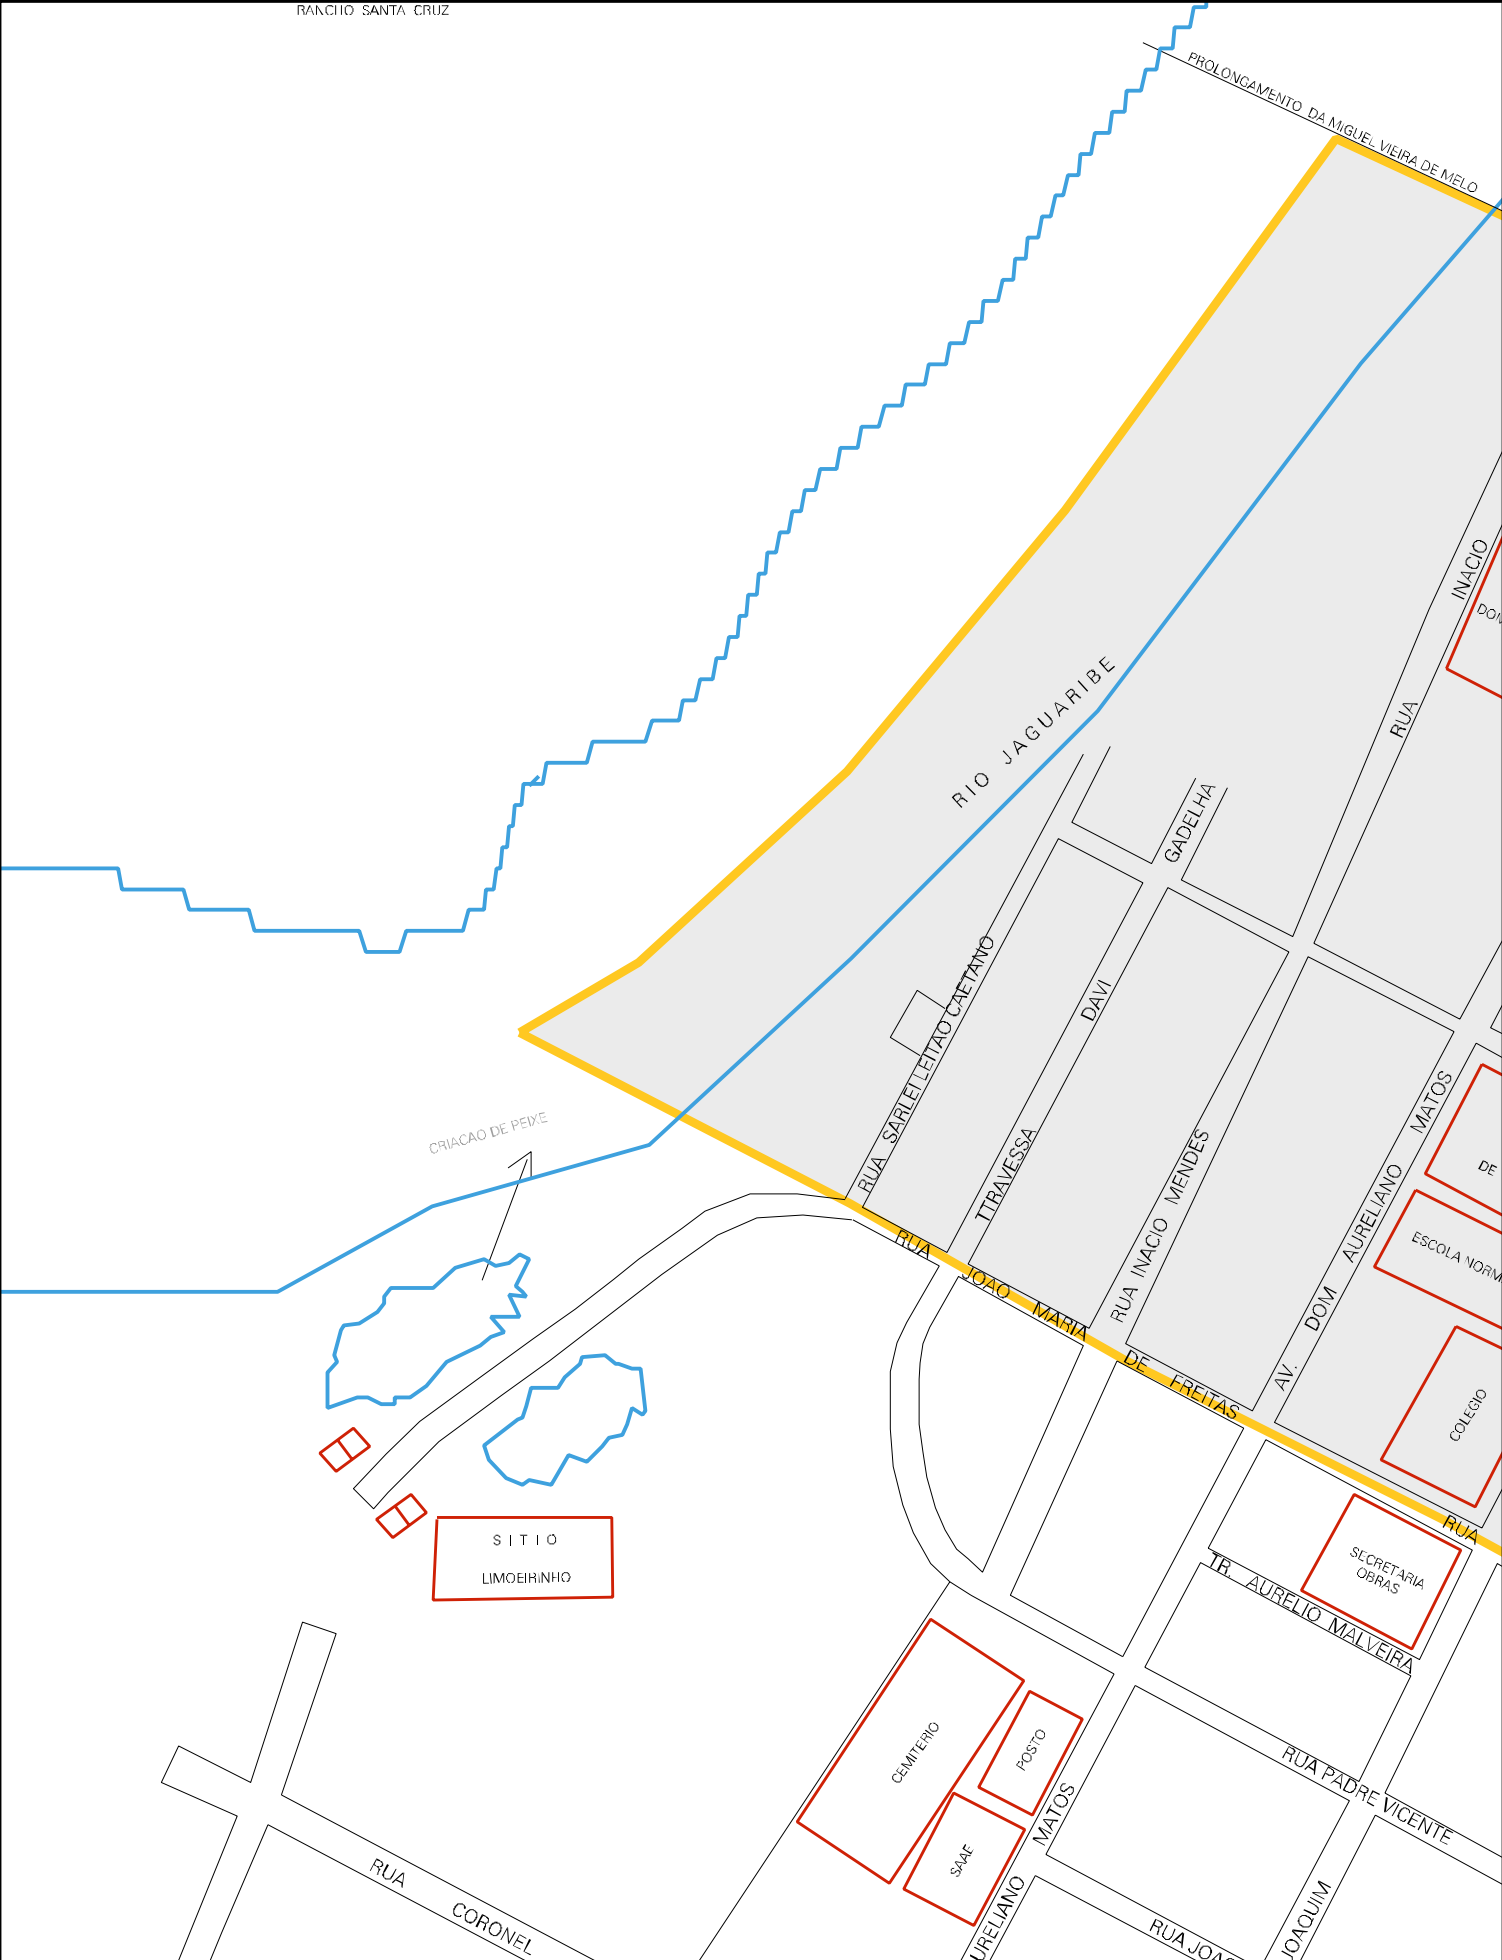 RANCHO SANTA CRUZ
PROLONGAMENTO DA MIGUEL VIEIRA DE MELO
INACIO
RUA
RIO JAGUARIBE
GADELHA
DAVI
TTRAVESSA
RUA SARLEI LEITAO CAETANO
RUA INACIO MENDES
MATOS
AURELIANO
DOM
AV.
DE
ESCOLA NORM
COLEGIO
CRIACAO DE PEIXE
RUA JOAO MARIA DE FREITAS
RUA
SECRETARIA
OBRAS
TR. AURELIO MALVEIRA
SITIO
LIMOEIRINHO
CEMITERIO
POSTO
SAAE
MATOS
URELIANO
RUA PADRE VICENTE
JOAQUIM
RUA CORONEL